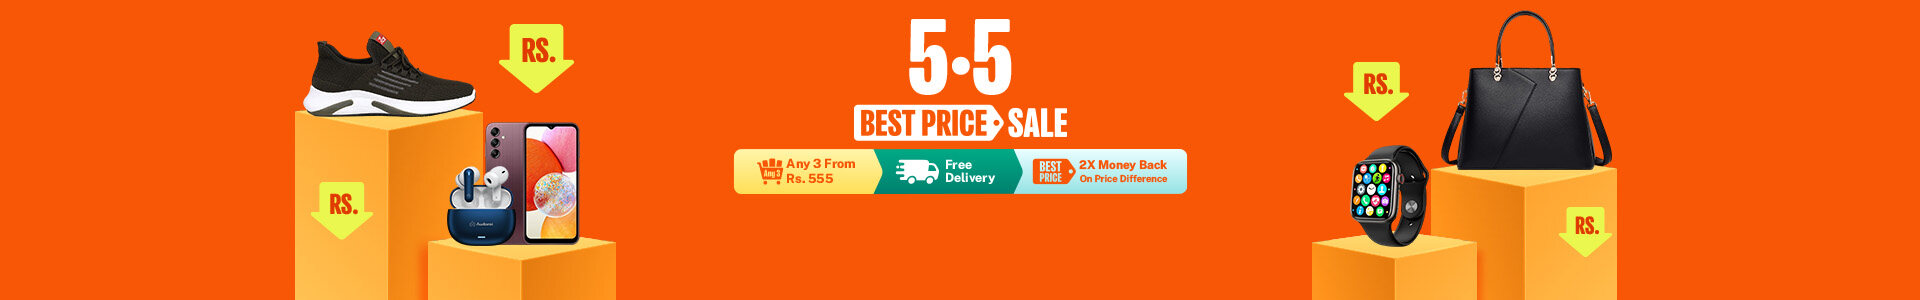 5.5
BEST PRICE SALE
Any 3
Any 3 From
Rs. 555
Free
Delivery
BEST
PRICE
2X Money Back
On Price Difference
RS.
RS.
RS.
RS.